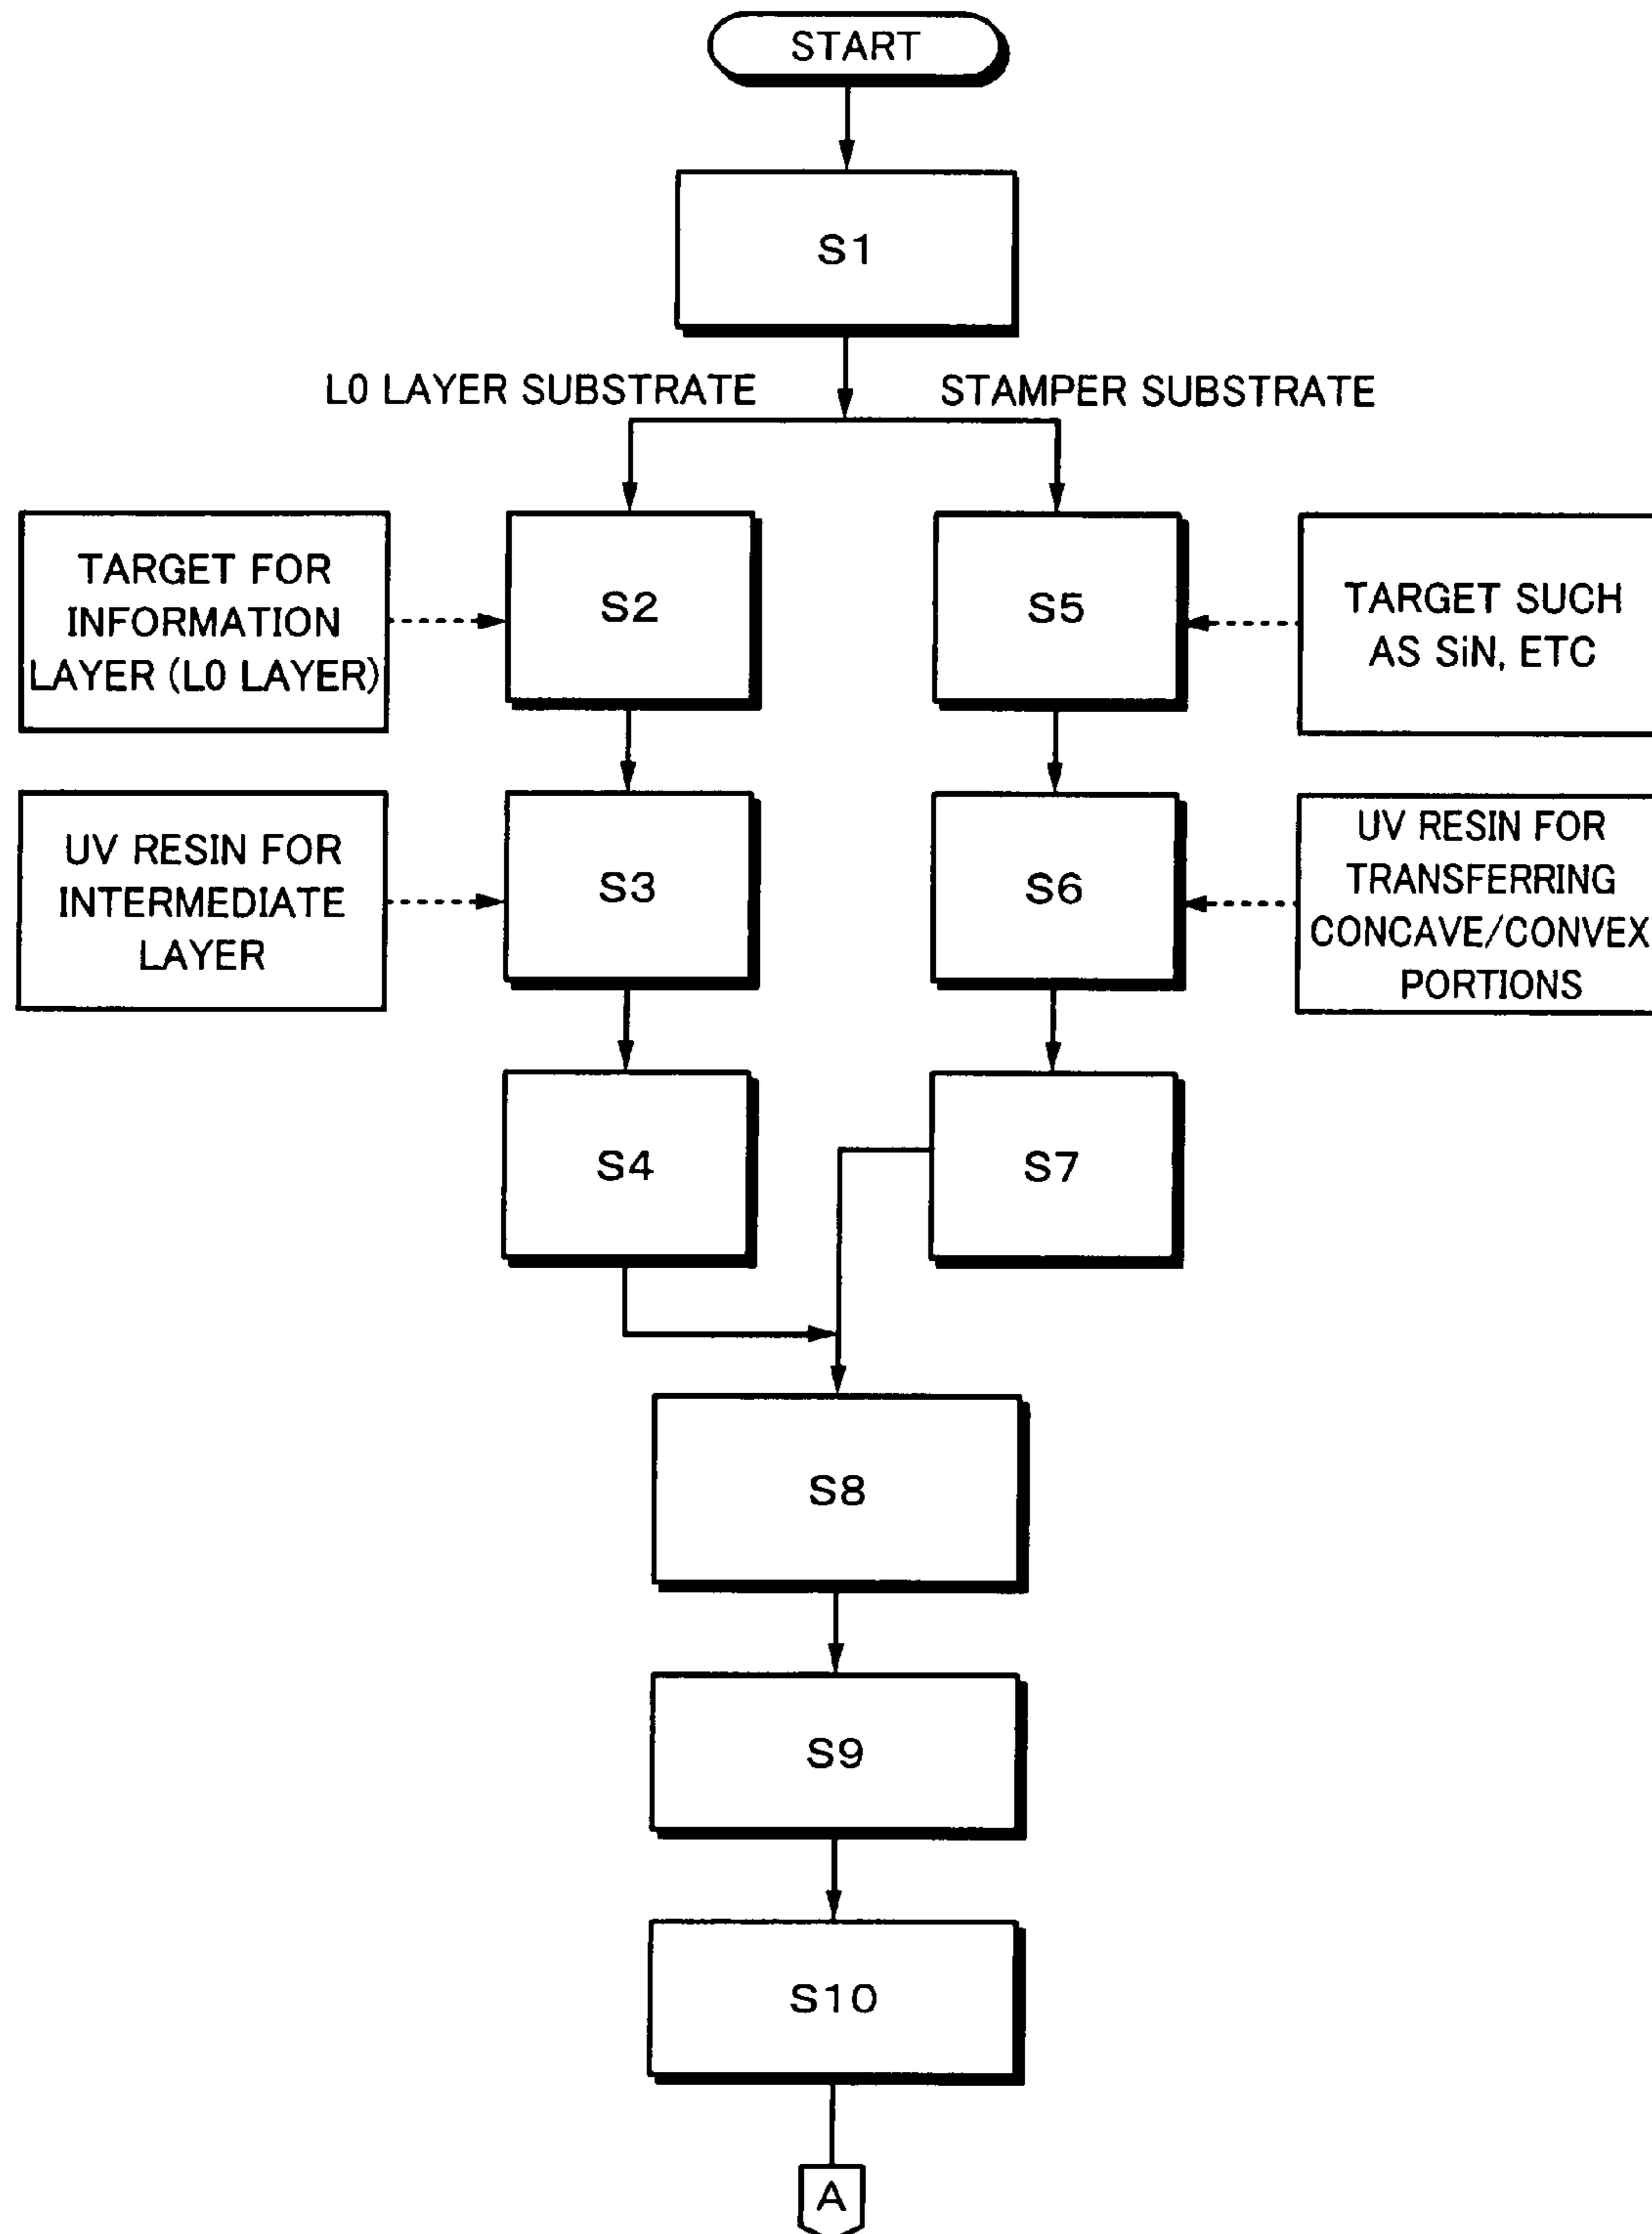 START
S1
L0 LAYER SUBSTRATE
STAMPER SUBSTRATE
TARGET FOR
INFORMATION
LAYER (L0 LAYER)
S2
S5
TARGET SUCH
AS SiN, ETC
UV RESIN FOR
INTERMEDIATE
LAYER
S3
S6
UV RESIN FOR
TRANSFERRING
CONCAVE/CONVEX
PORTIONS
S4
S7
S8
S9
S10
A